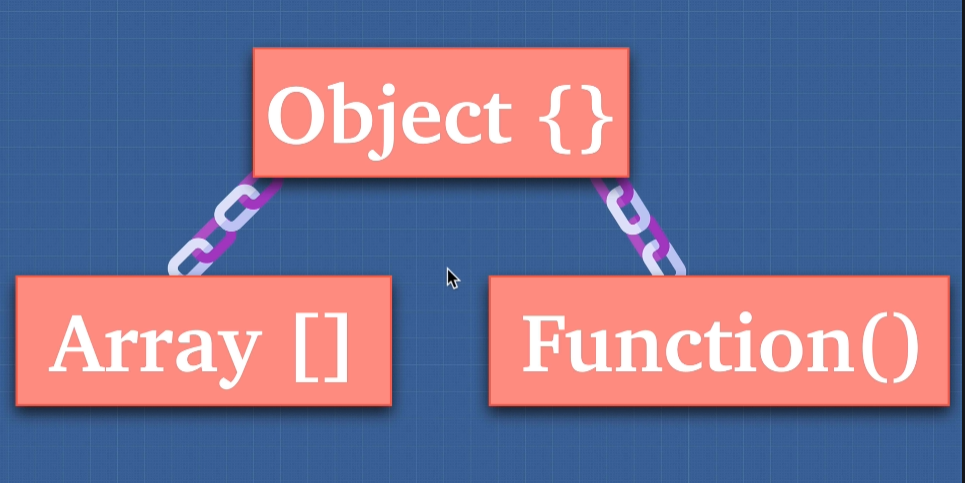 Object {}
Array []
Function()